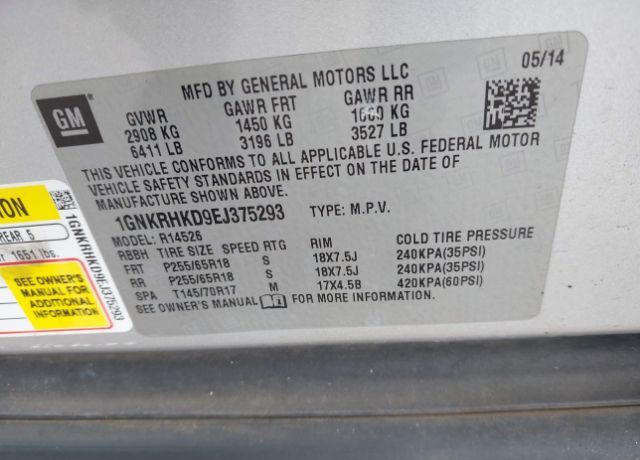 MFD BY GENERAL MOTORS LLC
05/14
GM
GVWR GAWR FRT GAWR RR
2908 KG 1450 KG 1600 KG
6411 LB 3196 LB 3527 LB
THIS VEHICLE CONFORMS TO ALL APPLICABLE U.S. FEDERAL MOTOR
VEHICLE SAFETY STANDARDS IN EFFECT ON THE DATE OF
MANUFACTURE SHOWN ABOVE.
1GNKRHKD9EJ375293 TYPE: M.P.V.
MODEL: R14526
RBBH TIRE SIZE SPEED RTG RIM COLD TIRE PRESSURE
FRT P255/65R18 S 18X7.5J 240KPA(35PSI)
RR P255/65R18 S 18X7.5J 240KPA(35PSI)
SPA T145/70R17 M 17X4.5B 420KPA(60PSI)
SEE OWNER'S MANUAL FOR MORE INFORMATION.
REAR 5
1651 lbs.
SEE OWNER'S
MANUAL FOR
ADDITIONAL
INFORMATION
1GNKRHKD9EJ375293